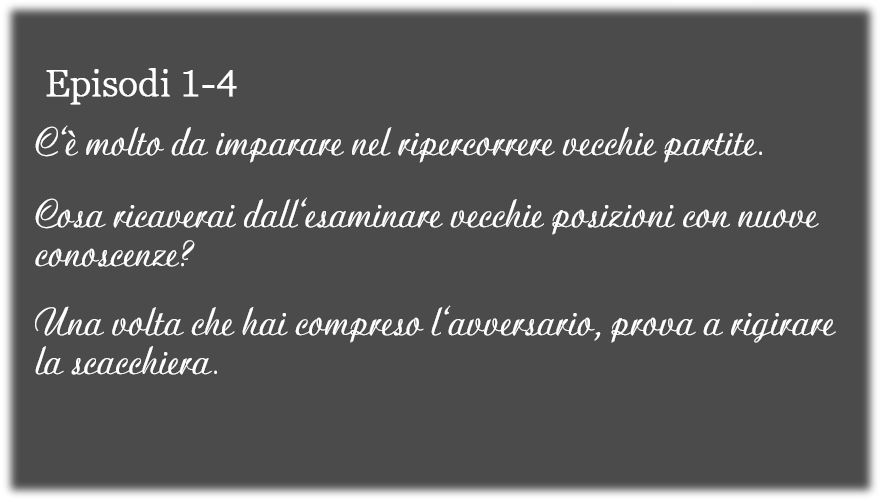 Episodi 1-4
C'è molto da imparare nel ripercorrere vecchie partite.
Cosa ricaverai dall'esaminare vecchie posizioni con nuove
conoscenze?
Una volta che hai compreso l'avversario, prova a rigirare
la scacchiera.